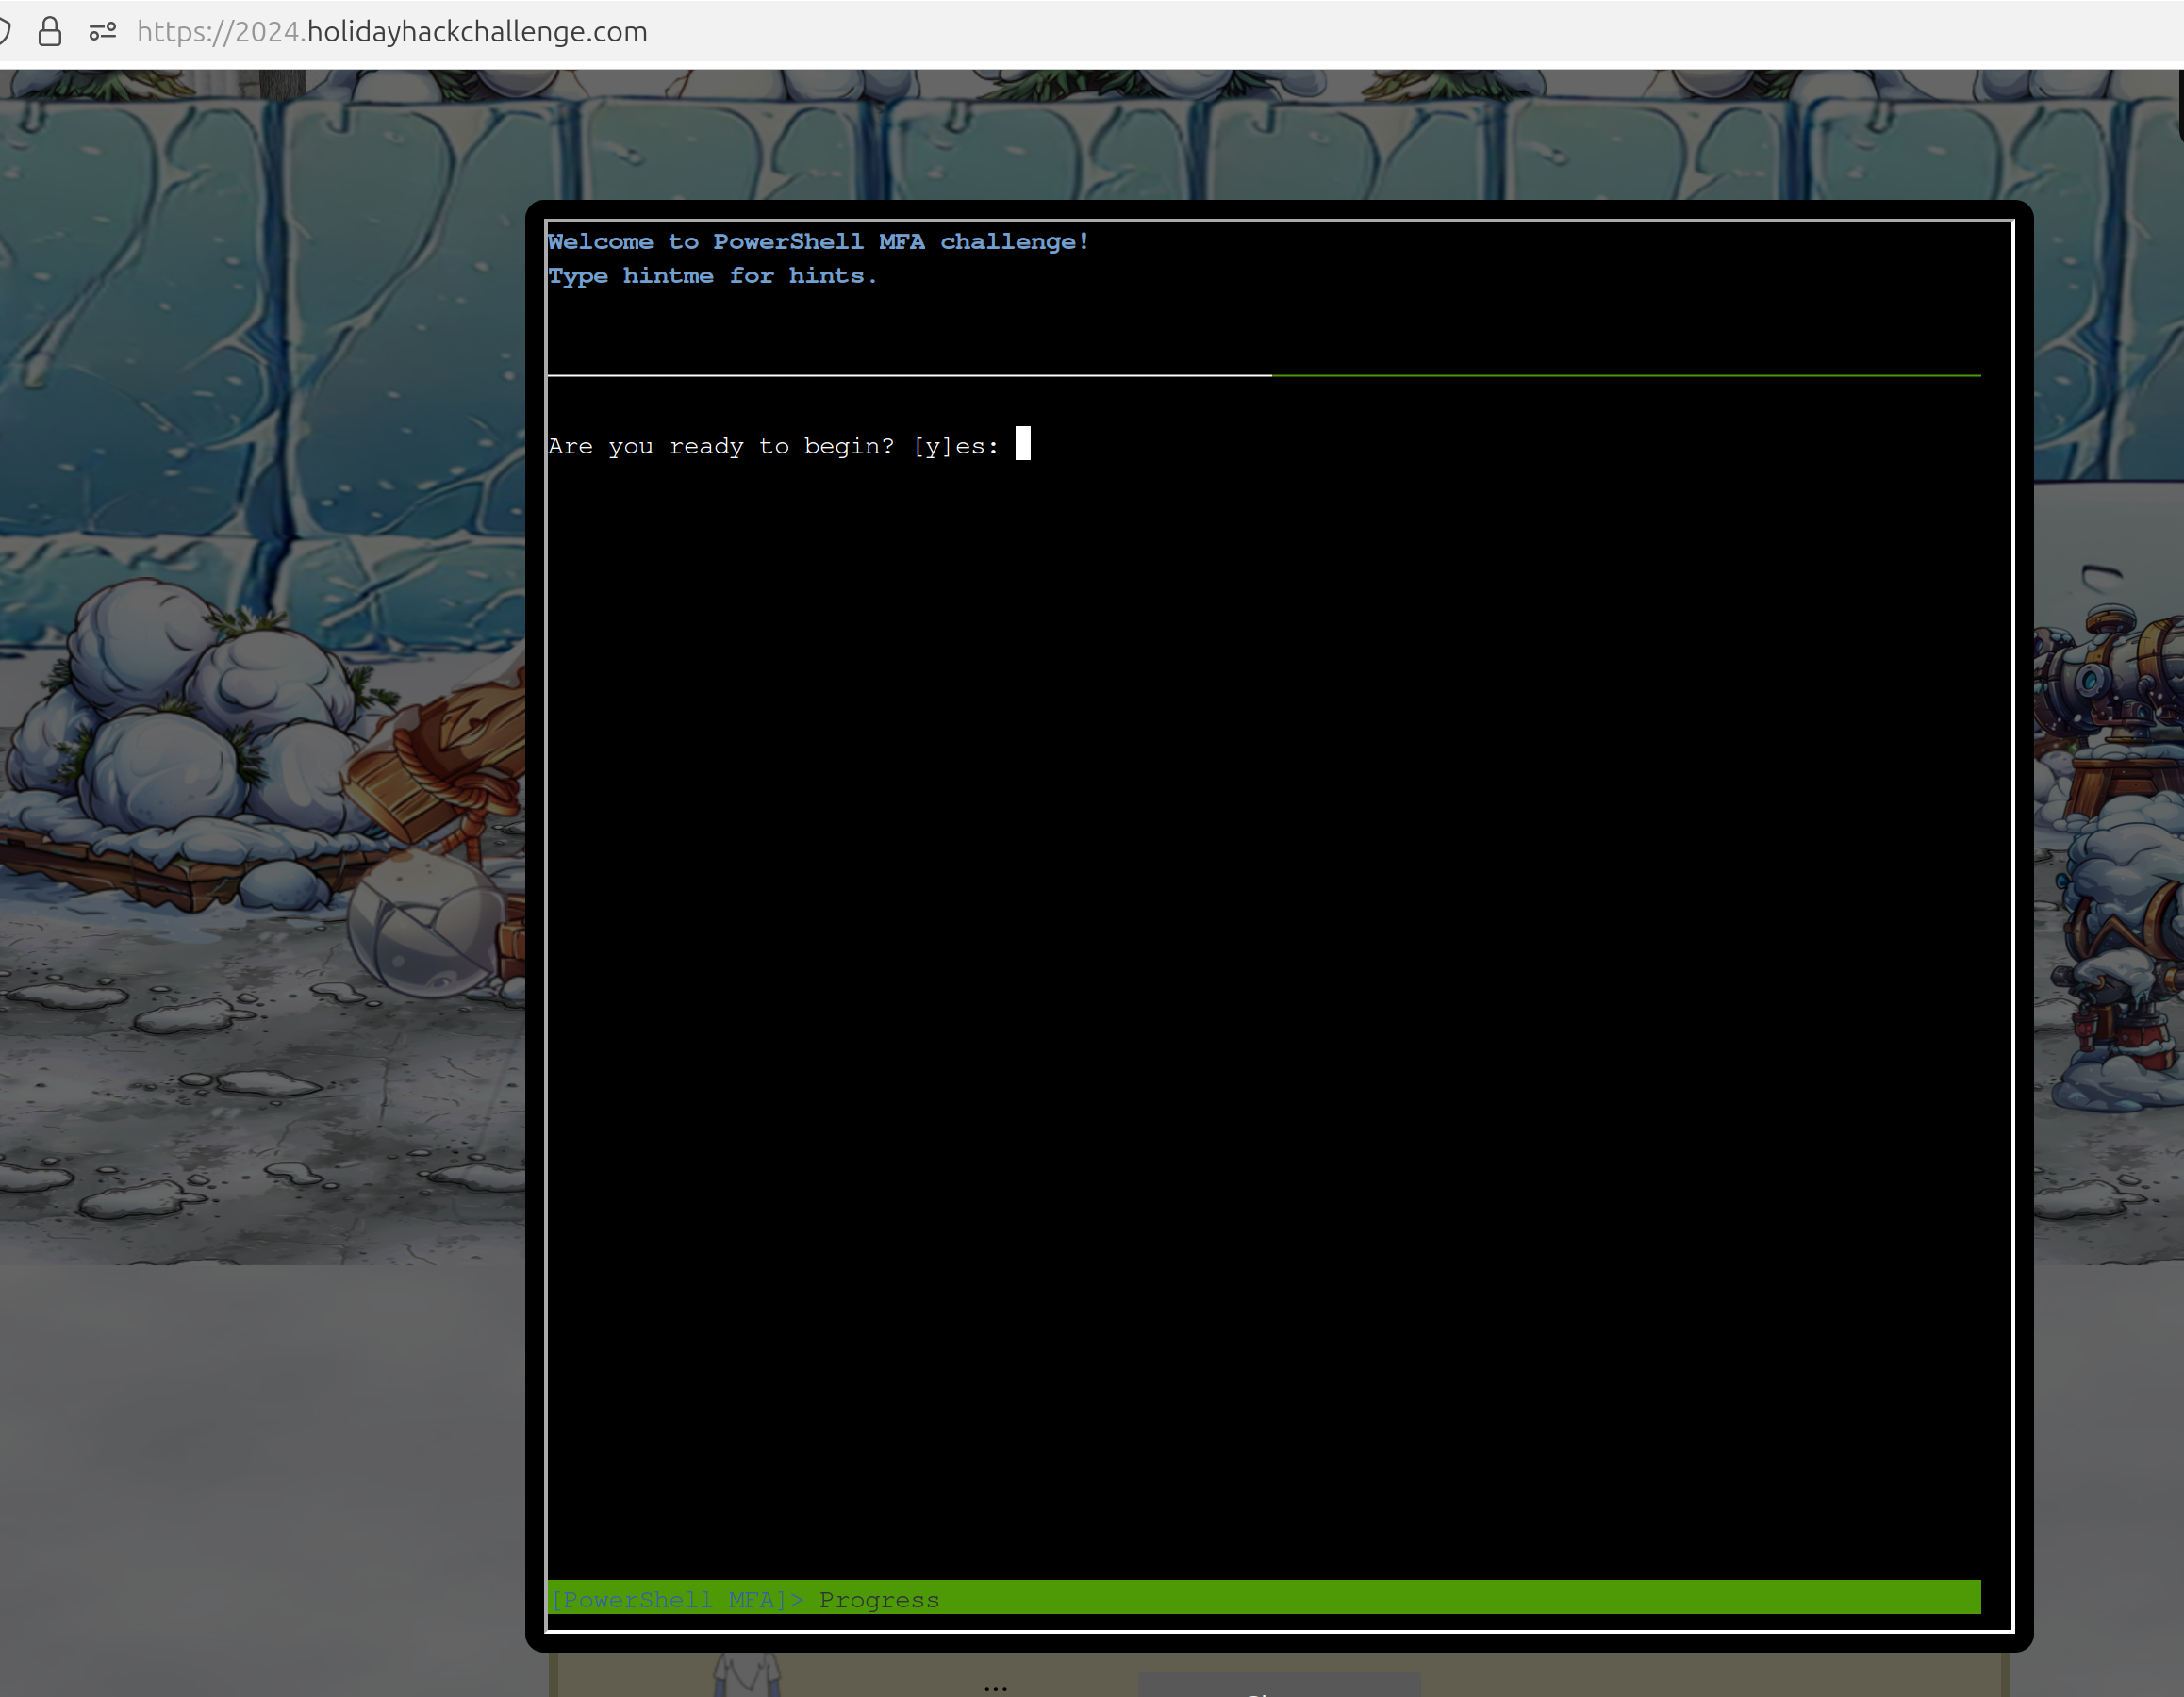 https://2024.holidayhackchallenge.com
Welcome to PowerShell MFA challenge!
Type hintme for hints.
Are you ready to begin? [y]es:
[PowerShell MFA]> Progress
...